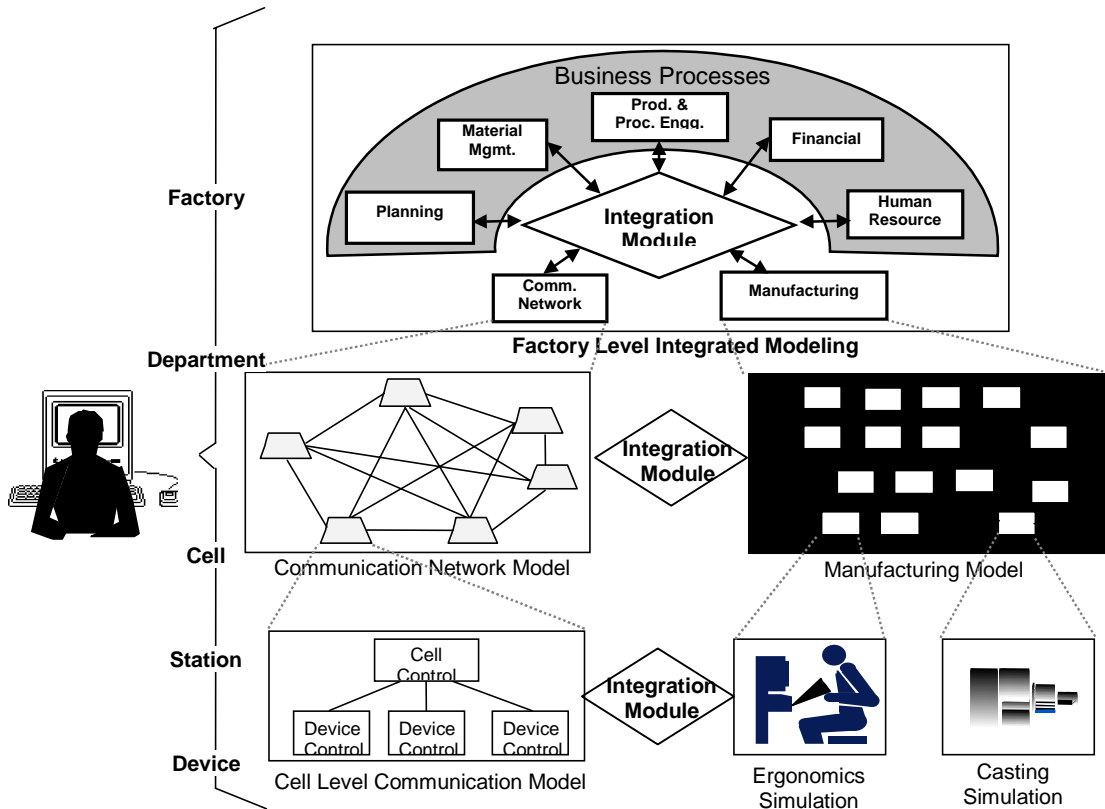 Business Processes
Prod. &
Proc. Engg.
Material
Mgmt.
Financial
Factory
Planning
Integration
Module
Human
Resource
Comm.
Network
Manufacturing
Factory Level Integrated Modeling
Department
Integration
Module
Cell
Communication Network Model
Manufacturing Model
Station
Cell
Control
Integration
Module
Device
Control
Device
Control
Device
Control
Device
Cell Level Communication Model
Ergonomics
Simulation
Casting
Simulation